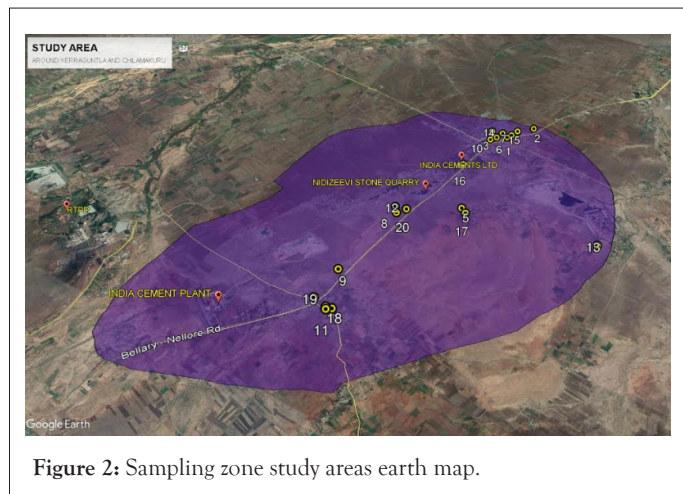 STUDY AREA
AROUND YERRAGUNTLA AND CHILAMAKURU
2
10 3 6 7 1 15
INDIA CEMENTS LTD
16
NIDIZEEVI STONE QUARRY
RTPP
12
8 20
5
17
13
9
INDIA CEMENT PLANT
19
11 18
Bellary - Nellore Rd
Google Earth
Figure 2: Sampling zone study areas earth map.